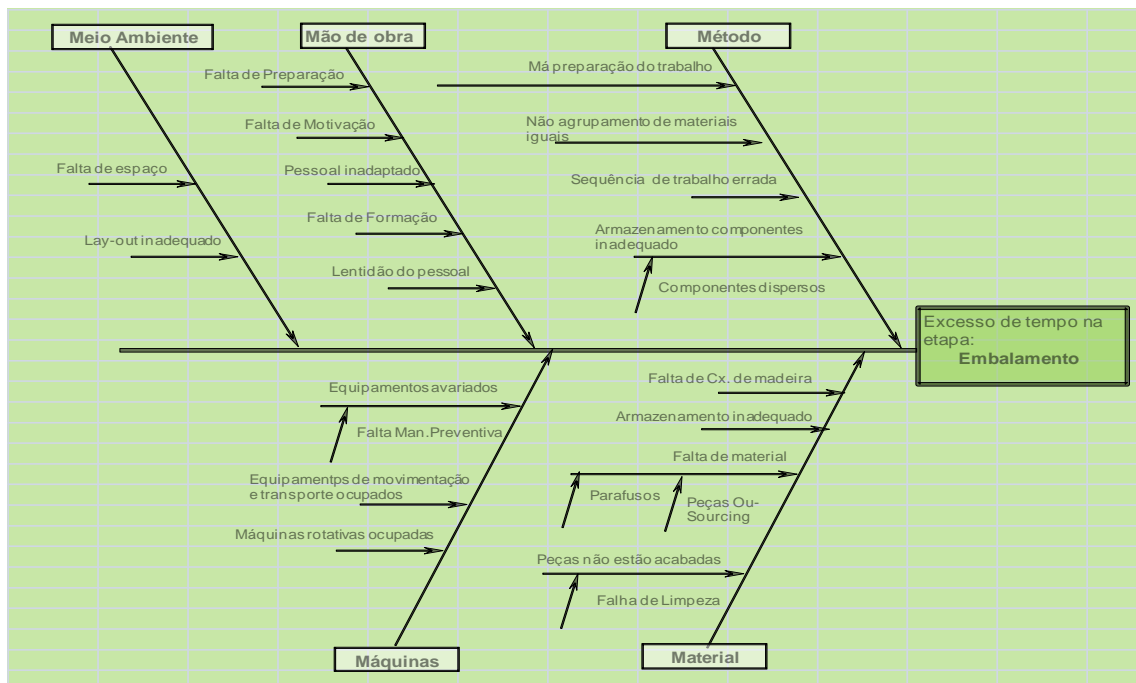 Meio Ambiente
Mão de obra
Método
Falta de Preparação
Falta de Motivação
Pessoal inadaptado
Falta de Formação
Lentidão do pessoal
Falta de espaço
Lay-out inadequado
Má preparação do trabalho
Não agrupamento de materiais
iguais
Sequência de trabalho errada
Armazenamento componentes
inadequado
Componentes dispersos
Excesso de tempo na
etapa:
Embalamento
Equipamentos avariados
Falta Man.Preventiva
Equipamentps de movimentação
e transporte ocupados
Máquinas rotativas ocupadas
Falta de Cx. de madeira
Armazenamento inadequado
Falta de material
Parafusos
Peças Ou-
Sourcing
Peças não estão acabadas
Falha de Limpeza
Máquinas
Material